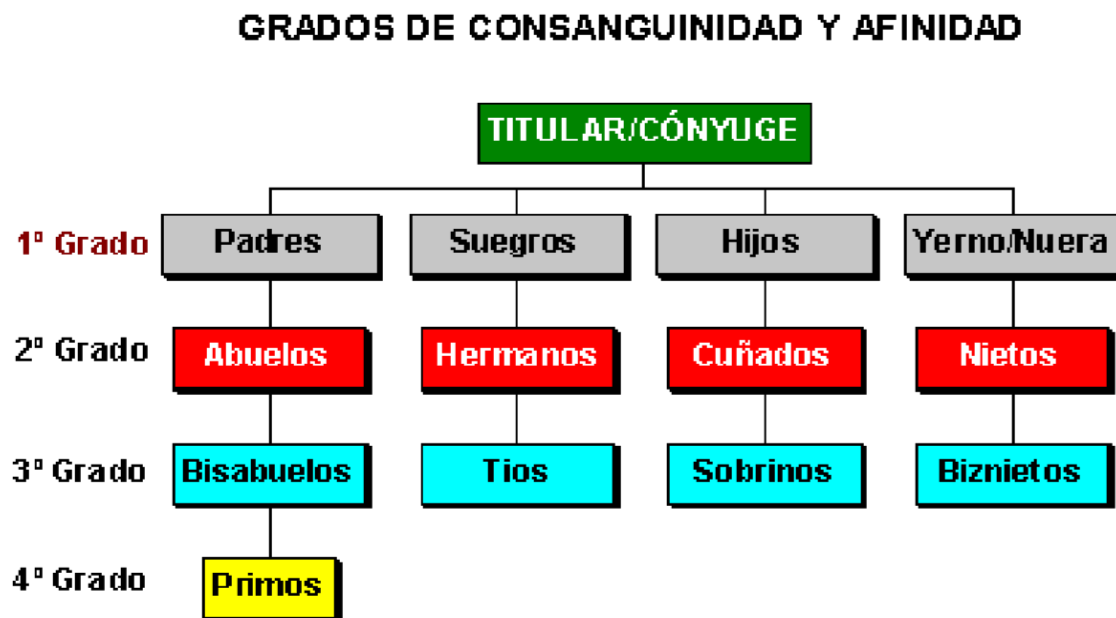 GRADOS DE CONSANGUINIDAD Y AFINIDAD
TITULAR/CÓNYUGE
1º Grado Padres Suegros Hijos Yerno/Nuera
2º Grado Abuelos Hermanos Cuñados Nietos
3º Grado Bisabuelos Tios Sobrinos Biznietos
4º Grado Primos